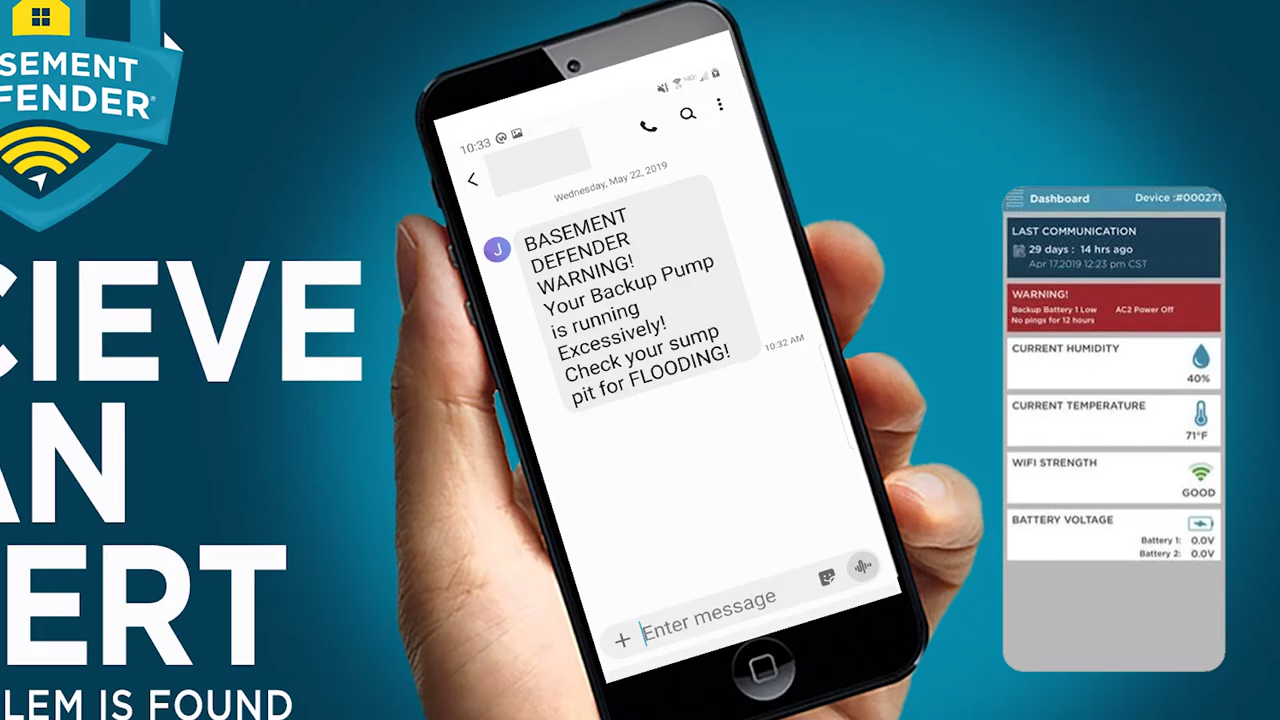 SEMENT
FENDER®
CIEVE
AN
ERT
LEM IS FOUND
10:33
Wednesday, May 22, 2019
J
BASEMENT
DEFENDER
WARNING!
Your Backup Pump
is running
Excessively!
Check your sump
pit for FLOODING!
10:32 AM
Enter message
Dashboard
Device :#000271
LAST COMMUNICATION
29 days : 14 hrs ago
Apr 17,2019 12:23 pm CST
WARNING!
Backup Battery 1 Low AC2 Power Off
No pings for 12 hours
CURRENT HUMIDITY
40%
CURRENT TEMPERATURE
71°F
WIFI STRENGTH
GOOD
BATTERY VOLTAGE
Battery 1: 0.0V
Battery 2: 0.0V